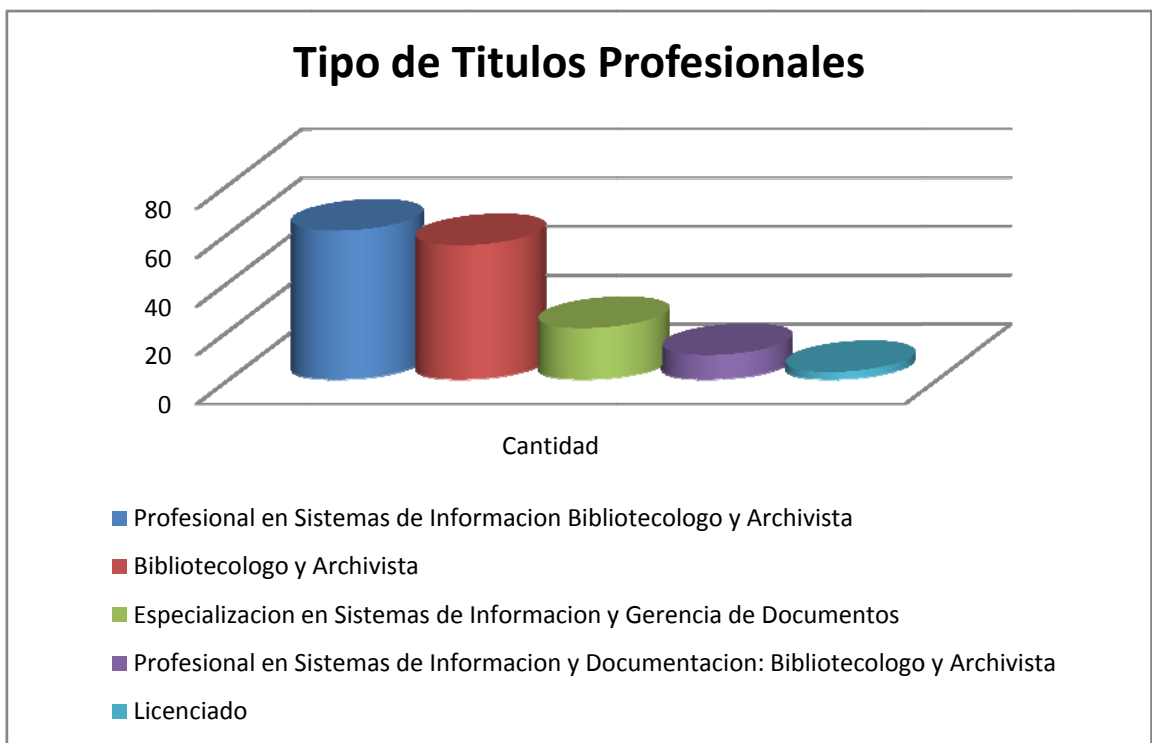 Tipo de Titulos Profesionales
80
60
40
20
0
Cantidad
Profesional en Sistemas de Informacion Bibliotecologo y Archivista
Bibliotecologo y Archivista
Especializacion en Sistemas de Informacion y Gerencia de Documentos
Profesional en Sistemas de Informacion y Documentacion: Bibliotecologo y Archivista
Licenciado